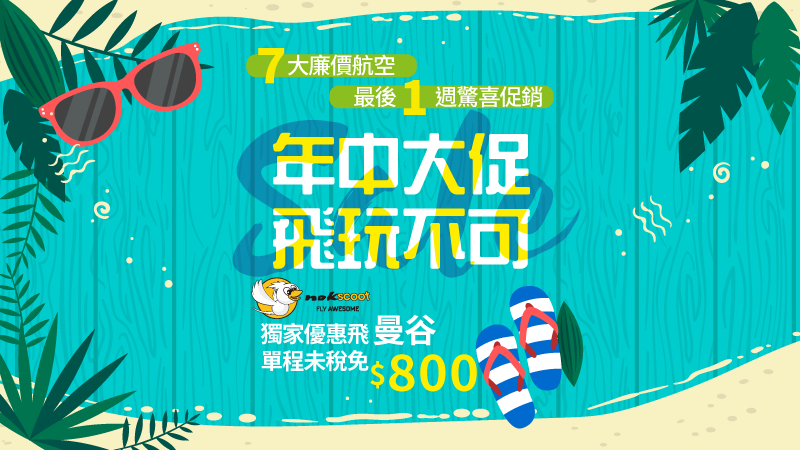 7大廉價航空
最後1週驚喜促銷
Sale
年中大促
飛玩不可
nokscoot
FLY AWESOME
獨家優惠飛 曼谷
單程未稅免$800